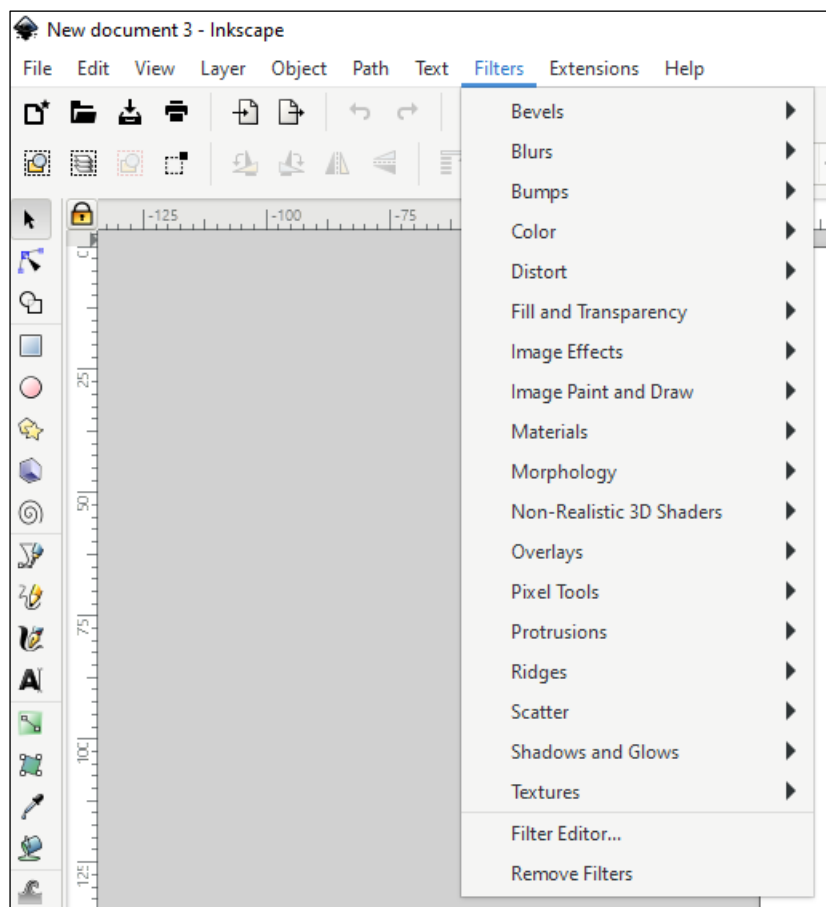 New document 3 - Inkscape
File Edit View Layer Object Path Text Filters Extensions Help
Bevels
Blurs
Bumps
Color
Distort
Fill and Transparency
Image Effects
Image Paint and Draw
Materials
Morphology
Non-Realistic 3D Shaders
Overlays
Pixel Tools
Protrusions
Ridges
Scatter
Shadows and Glows
Textures
Filter Editor...
Remove Filters
-125 -100 -75
0
25
50
75
100
125